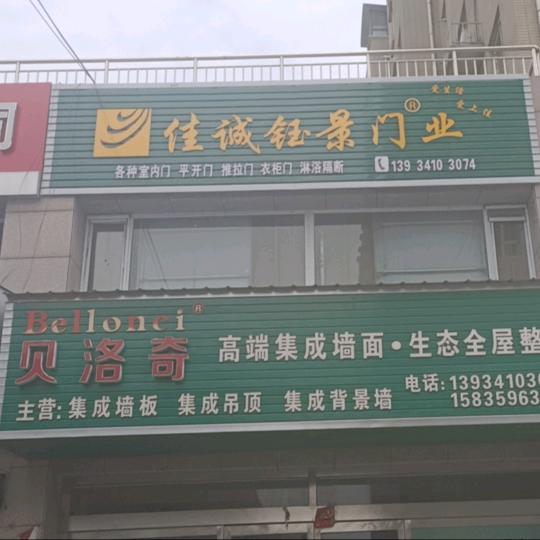 爱生活
爱上佳
佳诚钰景门业®
各种室内门 平开门 推拉门 衣柜门 淋浴隔断 139 3410 3074
Bellonci®
贝洛奇
高端集成墙面·生态全屋整
主营:集成墙板 集成吊顶 集成背景墙
电话:139341030
15835963